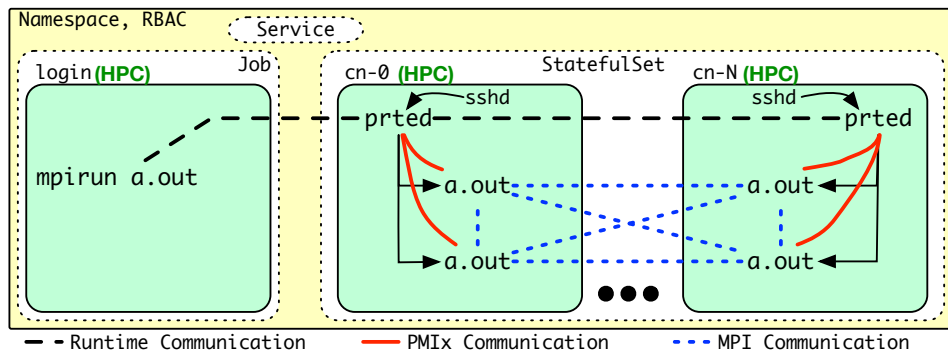 Namespace, RBAC
Service
login (HPC)
Job
cn-0 (HPC)
StatefulSet
cn-N (HPC)
sshd
sshd
prted
prted
mpirun a.out
a.out
a.out
a.out
a.out
Runtime Communication
PMIx Communication
MPI Communication